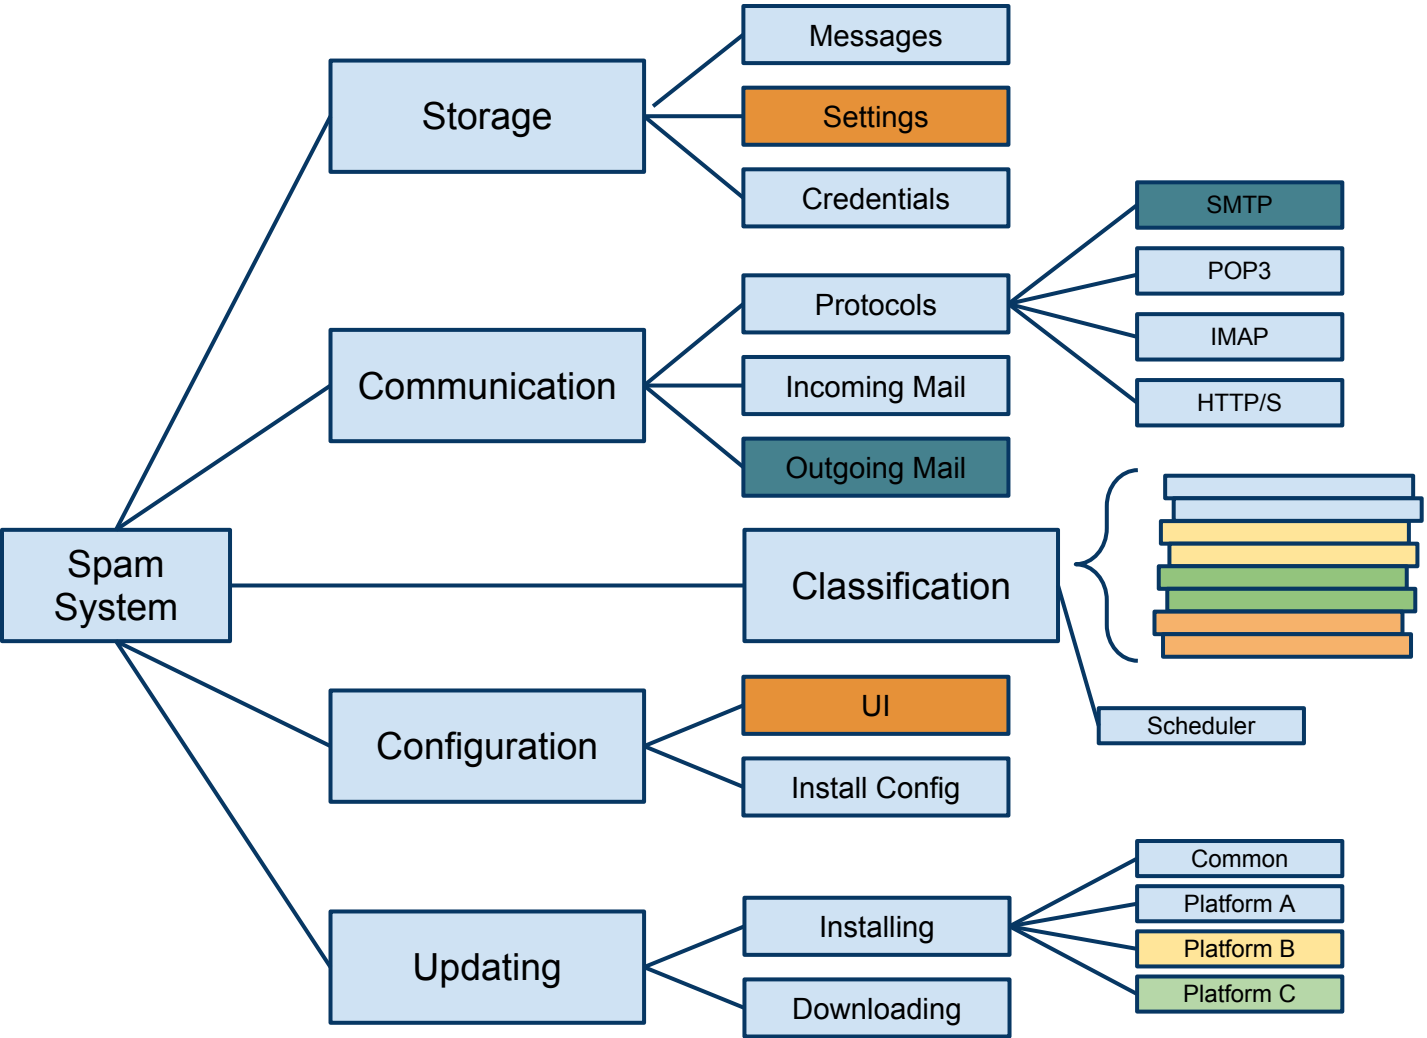 Messages
Storage
Settings
Credentials
SMTP
POP3
Protocols
IMAP
Communication
Incoming Mail
HTTP/S
Outgoing Mail
Spam
System
Classification
UI
Scheduler
Configuration
Install Config
Common
Platform A
Installing
Platform B
Updating
Platform C
Downloading